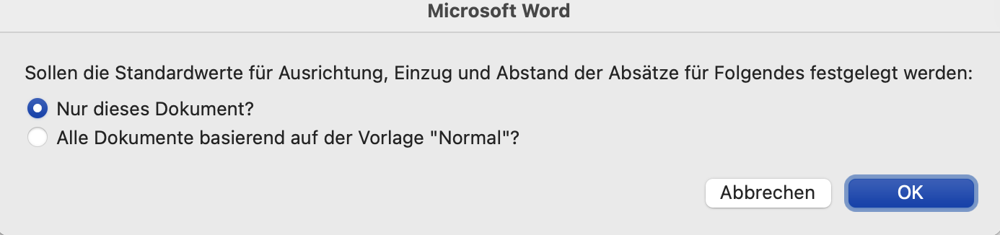 Microsoft Word
Sollen die Standardwerte für Ausrichtung, Einzug und Abstand der Absätze für Folgendes festgelegt werden:
Nur dieses Dokument?
Alle Dokumente basierend auf der Vorlage "Normal"?
Abbrechen
OK